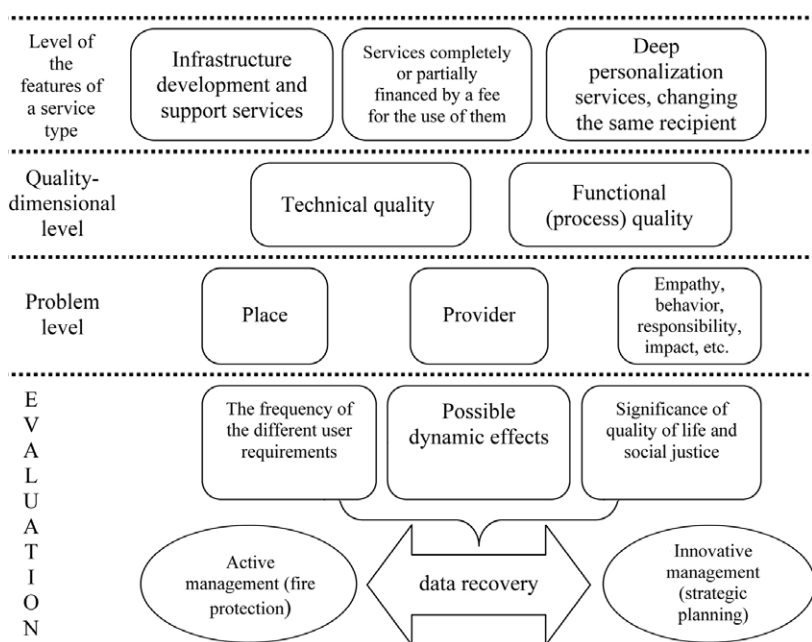 Level of
the
features of
a service
type
Infrastructure
development and
support services
Services completely
or partially
financed by a fee
for the use of them
Deep
personalization
services, changing
the same recipient
Quality-
dimensional
level
Technical quality
Functional
(process) quality
Problem
level
Place
Provider
Empathy,
behavior,
responsibility,
impact, etc.
E
V
A
L
U
A
T
I
O
N
The frequency of
the different user
requirements
Possible
dynamic effects
Significance of
quality of life and
social justice
Active
management (fire
protection)
data recovery
Innovative
management
(strategic
planning)